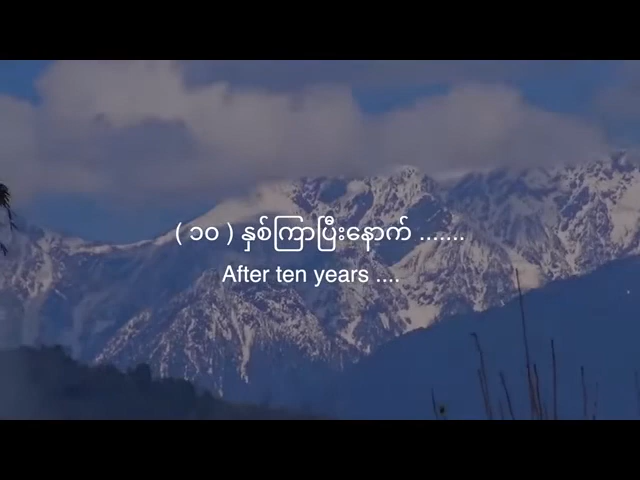 ( ၁၀ ) နှစ်ကြာပြီးနောက် .......
After ten years ....